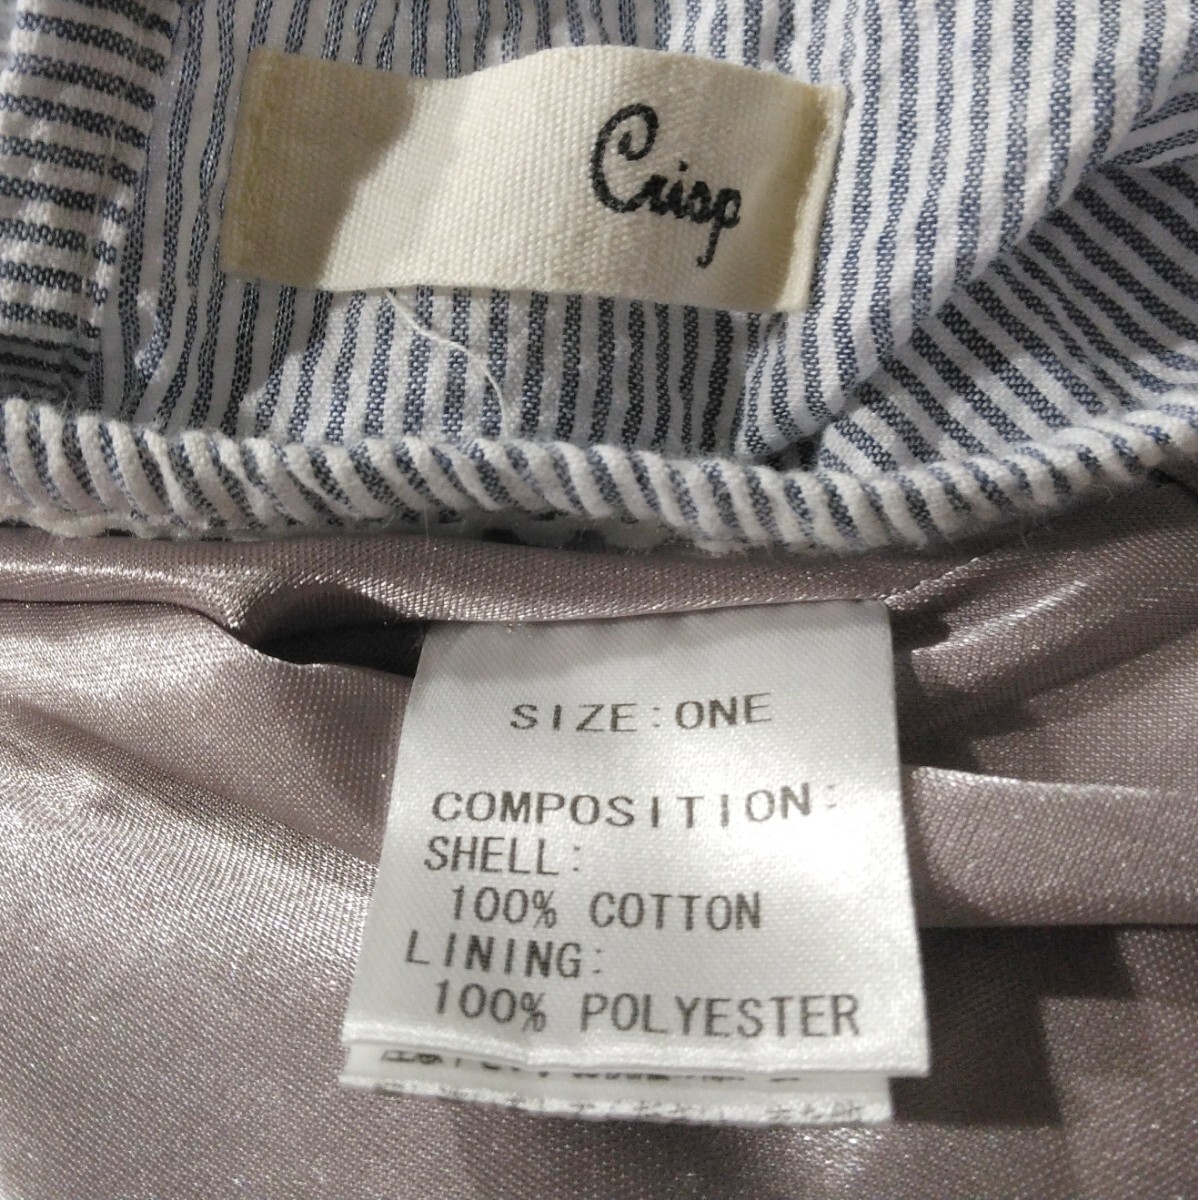 Crisp
SIZE:ONE
COMPOSITION:
SHELL:
100% COTTON
LINING:
100% POLYESTER